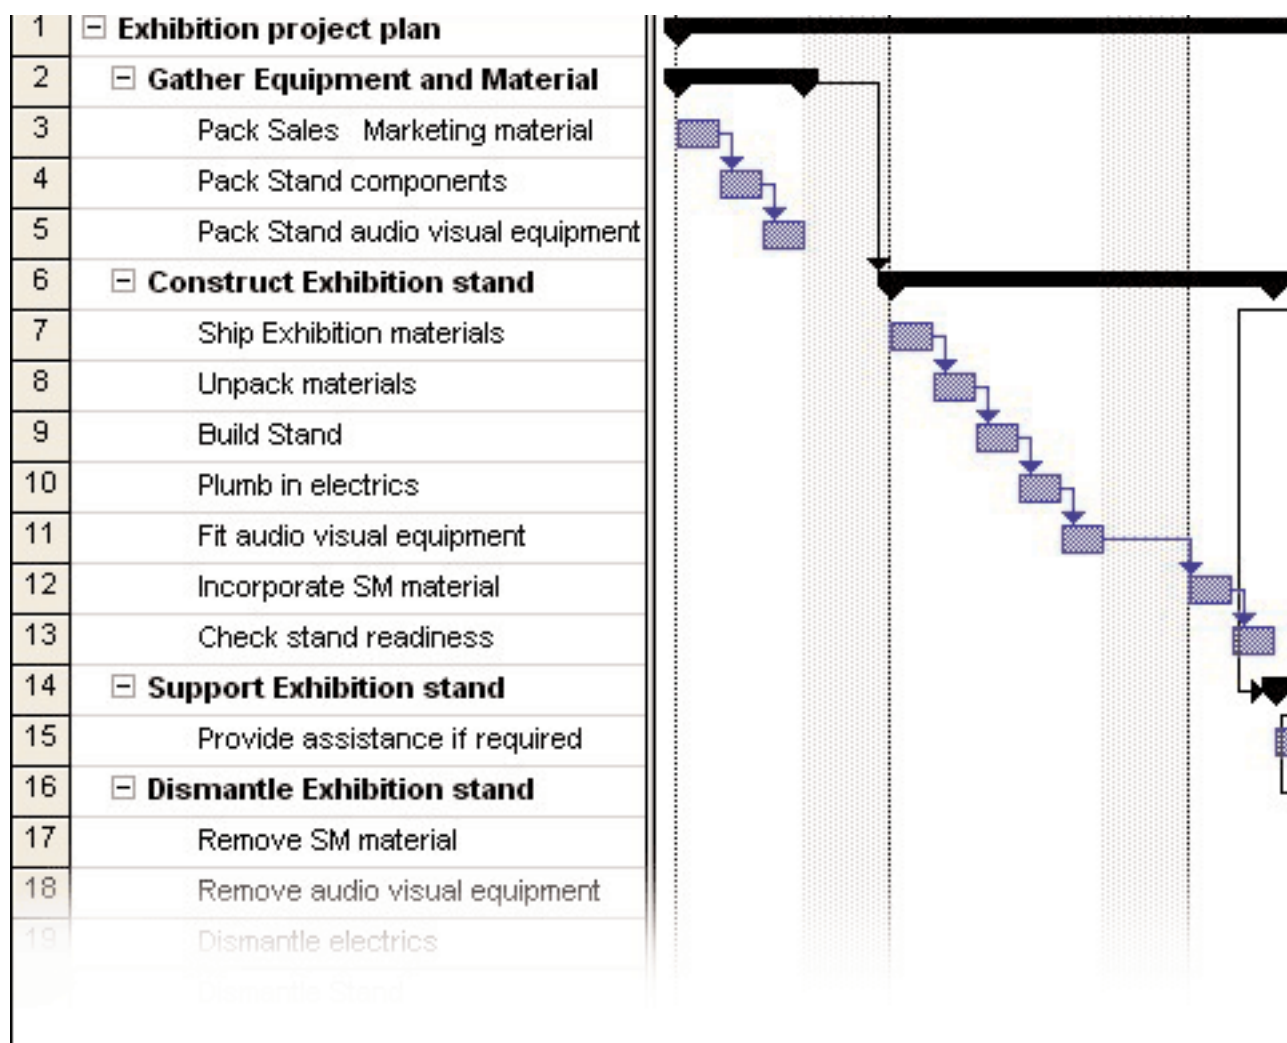 1 Exhibition project plan
2 Gather Equipment and Material
3 Pack Sales Marketing material
4 Pack Stand components
5 Pack Stand audio visual equipment
6 Construct Exhibition stand
7 Ship Exhibition materials
8 Unpack materials
9 Build Stand
10 Plumb in electrics
11 Fit audio visual equipment
12 Incorporate SM material
13 Check stand readiness
14 Support Exhibition stand
15 Provide assistance if required
16 Dismantle Exhibition stand
17 Remove SM material
18 Remove audio visual equipment
19 Dismantle electrics
Dismantle Stand